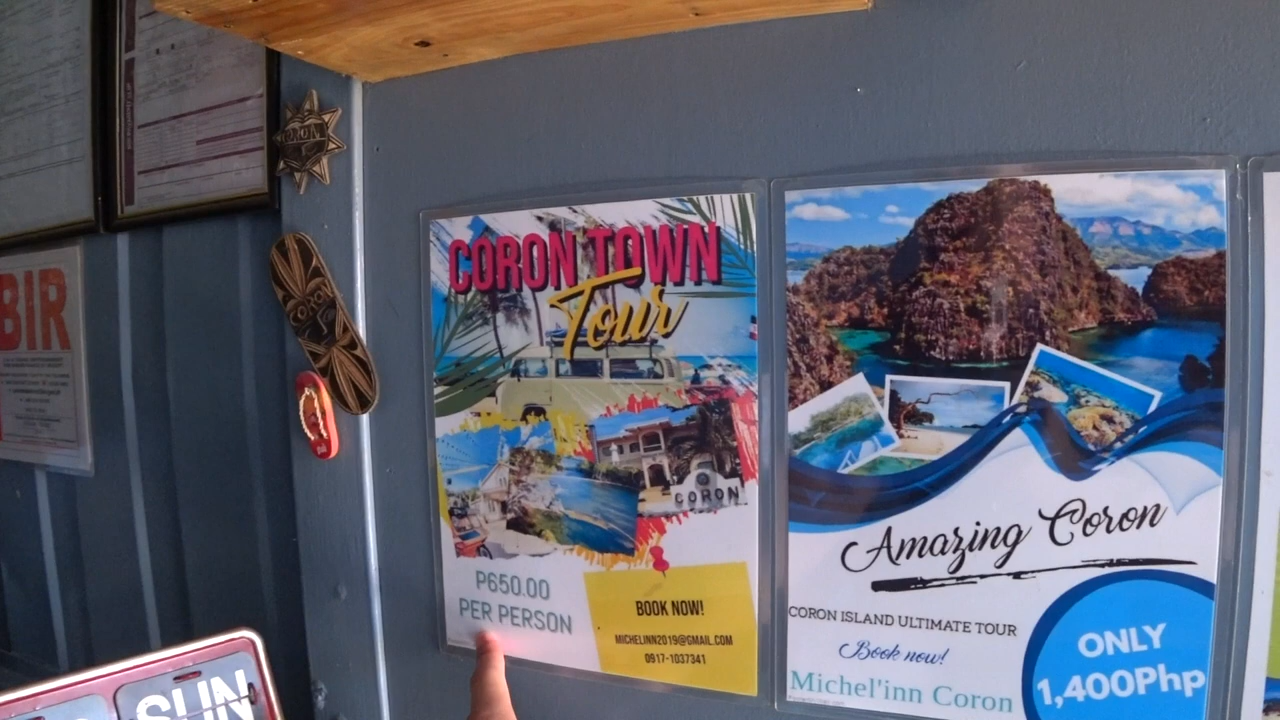 BIR
CORON
CORON
SUN
CORON TOWN
Tour
CORON
P650.00
PER PERSON
BOOK NOW!
MICHELINN2019@GMAIL.COM
0917-1037341
Amazing Coron
CORON ISLAND ULTIMATE TOUR
Book now!
Michel'inn Coron
ONLY
1,400Php